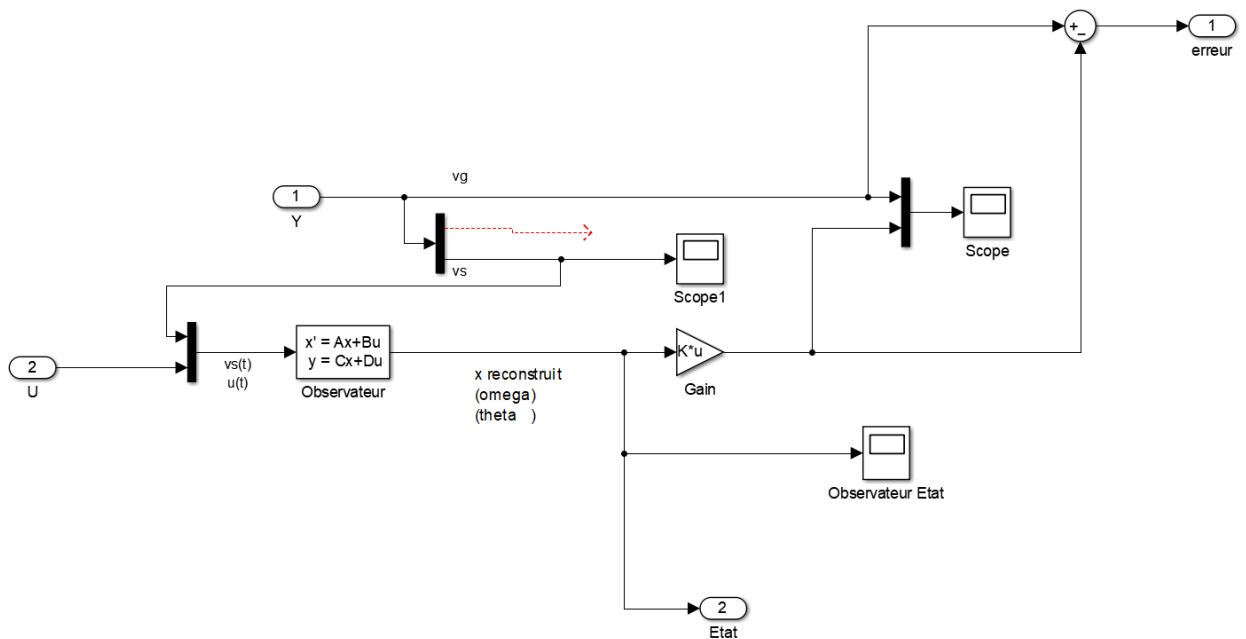 +
−
1
erreur
vg
1
Y
Scope
vs
Scope1
x' = Ax+Bu
y = Cx+Du
Observateur
2
U
vs(t)
u(t)
K*u
Gain
x reconstruit
(omega)
(theta )
Observateur Etat
2
Etat